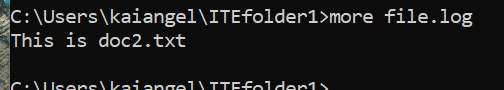 C:\Users\kaiangel\ITEfolder1>more file.log
This is doc2.txt
C:\Users\kaiangel\ITEfolder1>